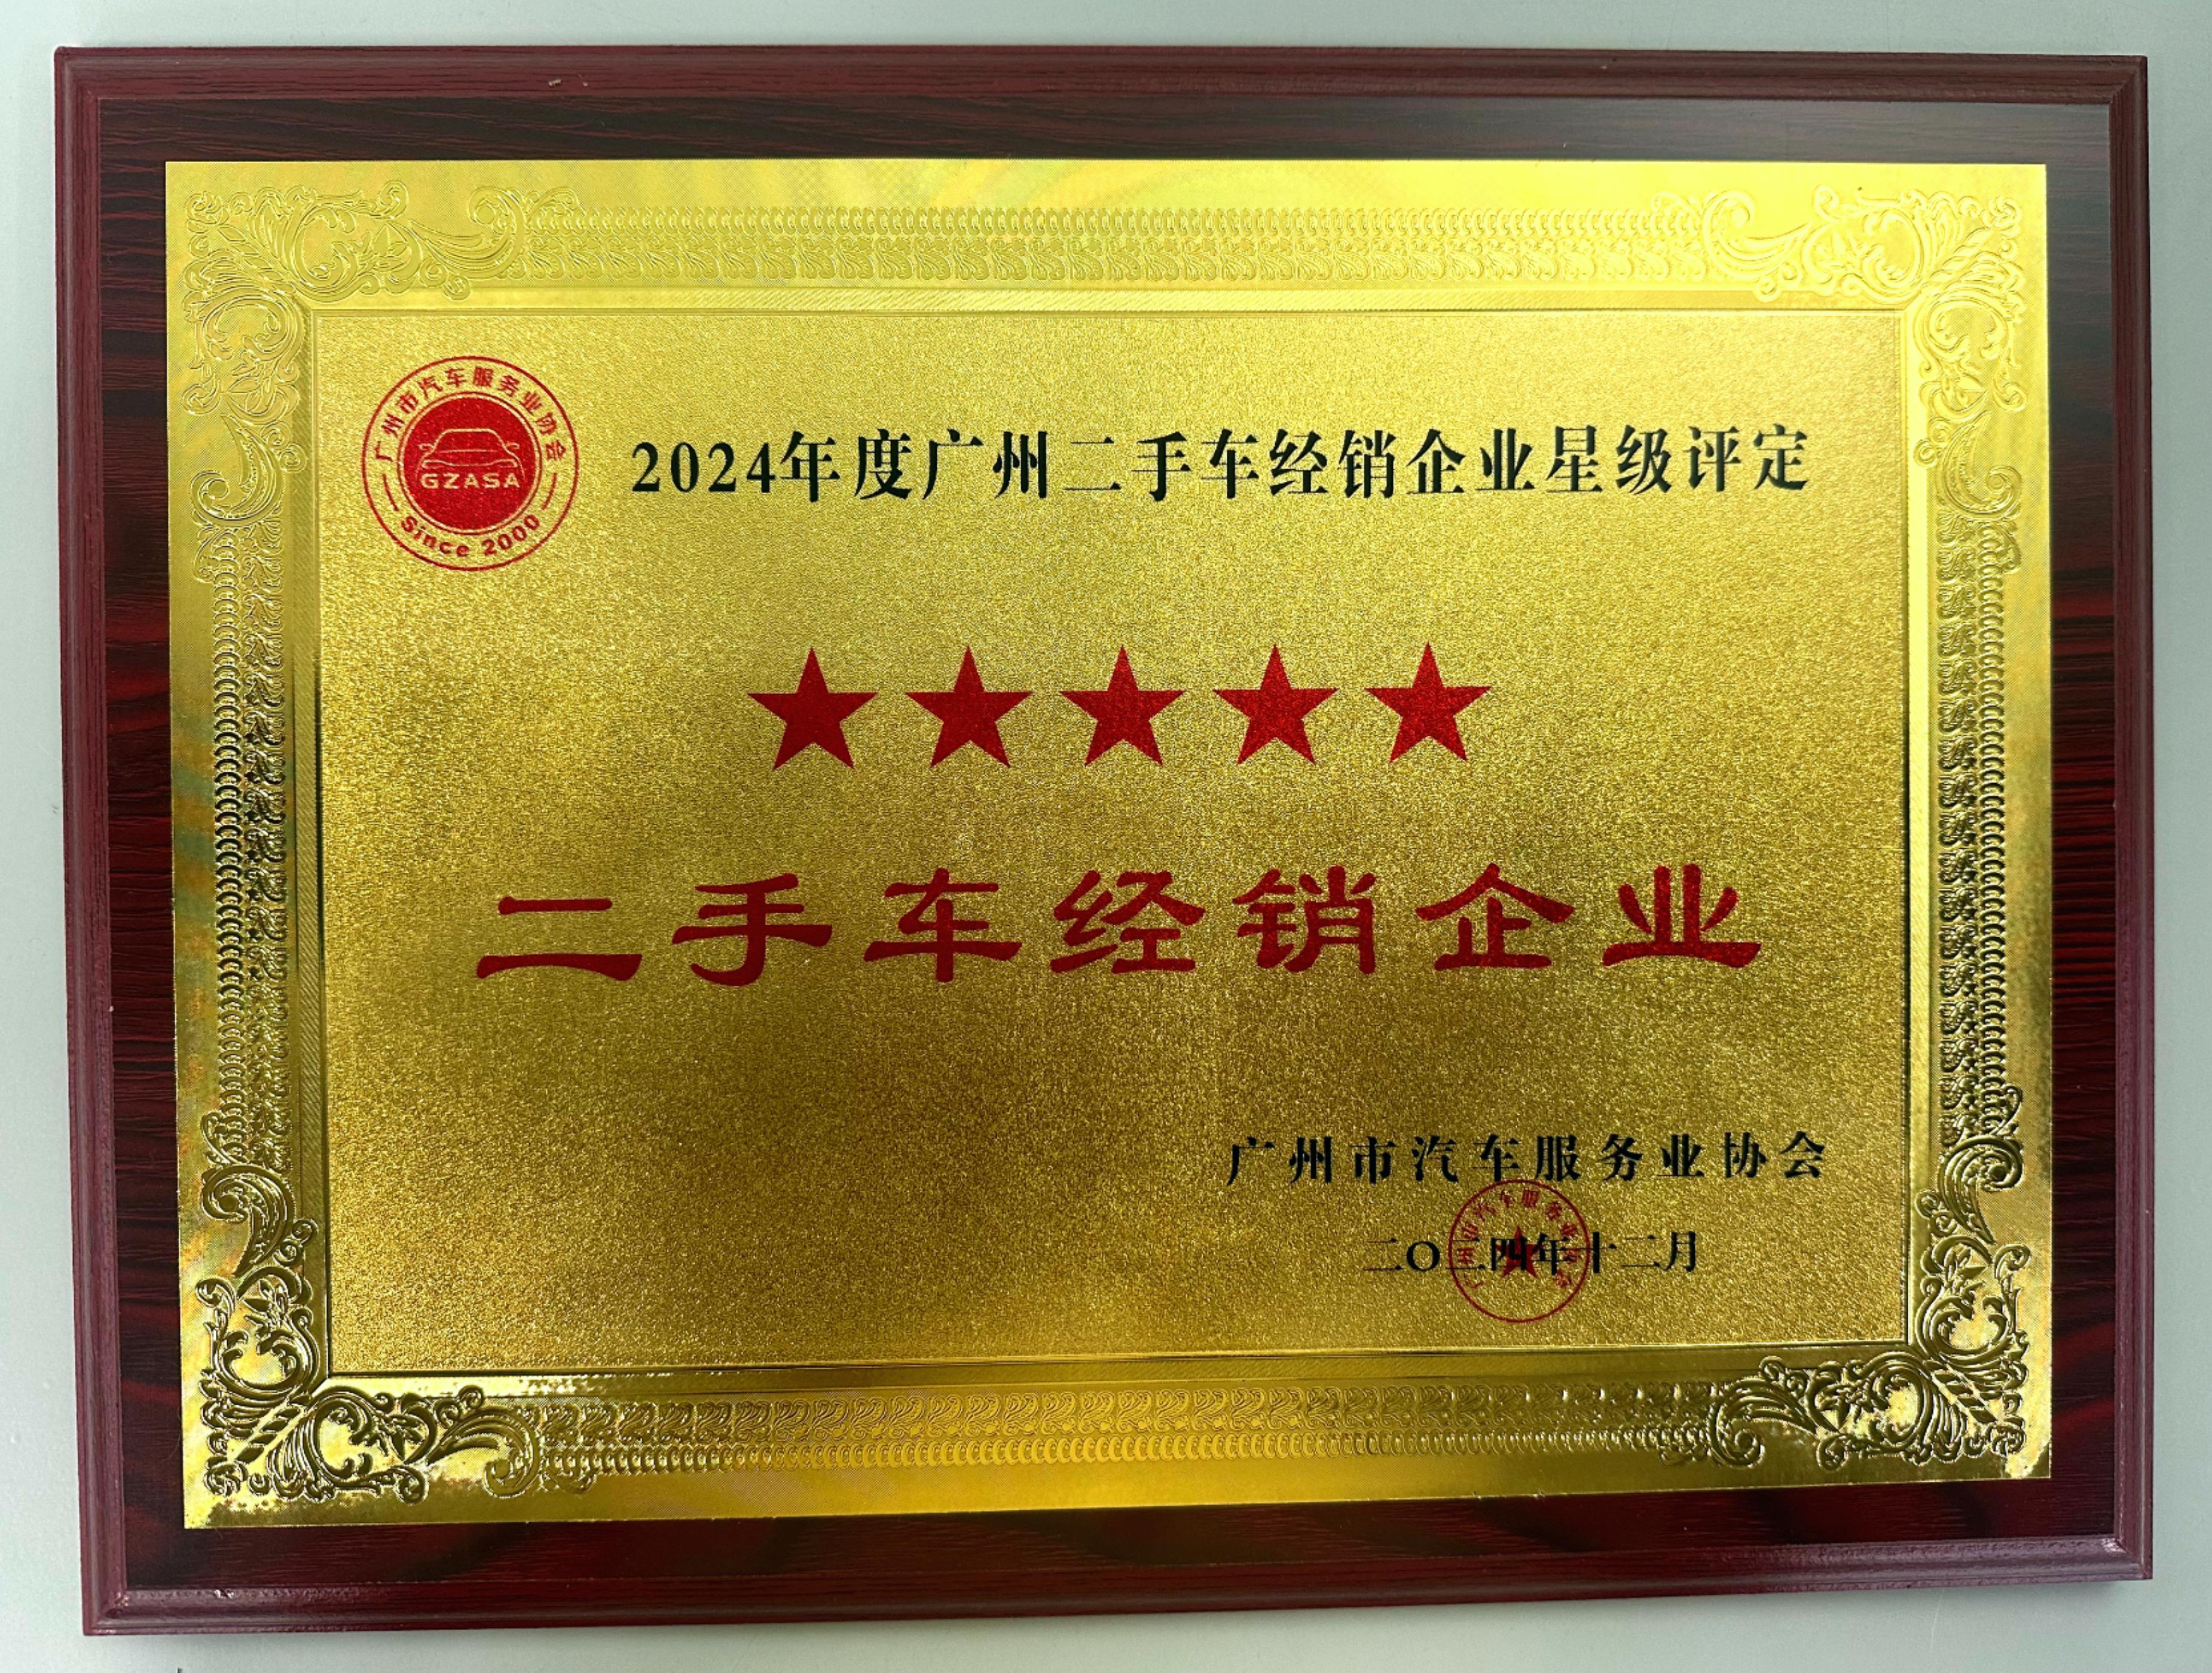 广州市汽车服务业协会
GZASA
Since 2000
2024年度广州二手车经销企业星级评定
★★★★★
二手车经销企业
广州市汽车服务业协会
二〇二四年十二月